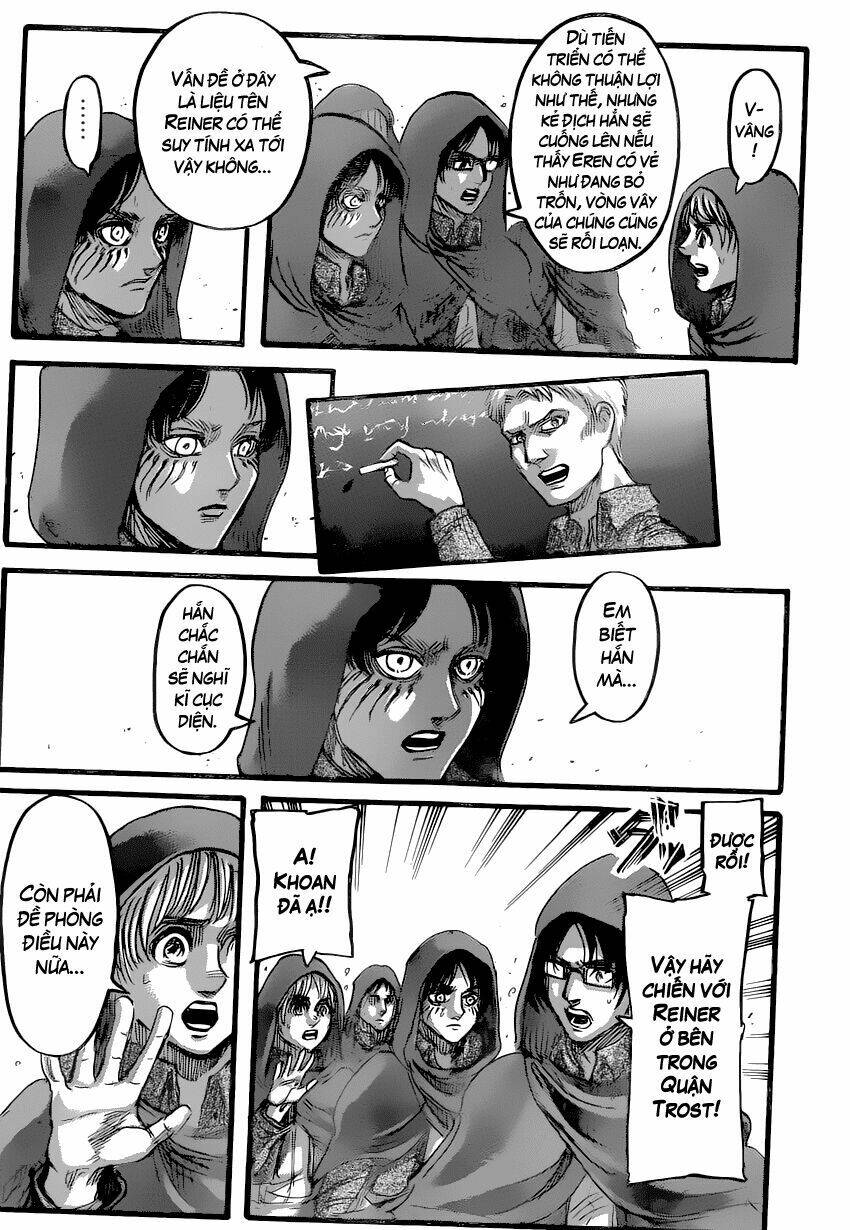 V-
VÂNG
!
DÙ TIẾN
TRIỂN CÓ THỂ
KHÔNG THUẬN LỢI
NHƯ THẾ, NHƯNG
KẺ ĐỊCH HẲN SẼ
CUỐNG LÊN NẾU
THẤY EREN CÓ VẺ
NHƯ ĐANG BỎ
TRỐN, VÒNG VÂY
CỦA CHÚNG CŨNG
SẼ RỐI LOẠN.
VẤN ĐỀ Ở ĐÂY
LÀ LIỆU TÊN
REINER CÓ THỂ
SUY TÍNH XA TỚI
VẬY KHÔNG...
......
EM
BIẾT
HẮN
MÀ...
HẮN
CHẮC
CHẮN
SẼ NGHĨ
KĨ CỤC
DIỆN.
ĐƯỢC
RỒI!
VẬY HÃY
CHIẾN VỚI
REINER
Ở BÊN
TRONG
QUẬN
TROST!
A!
KHOAN
ĐÃ Ạ!!
CÒN PHẢI
ĐỀ PHÒNG
ĐIỀU NÀY
NỮA...